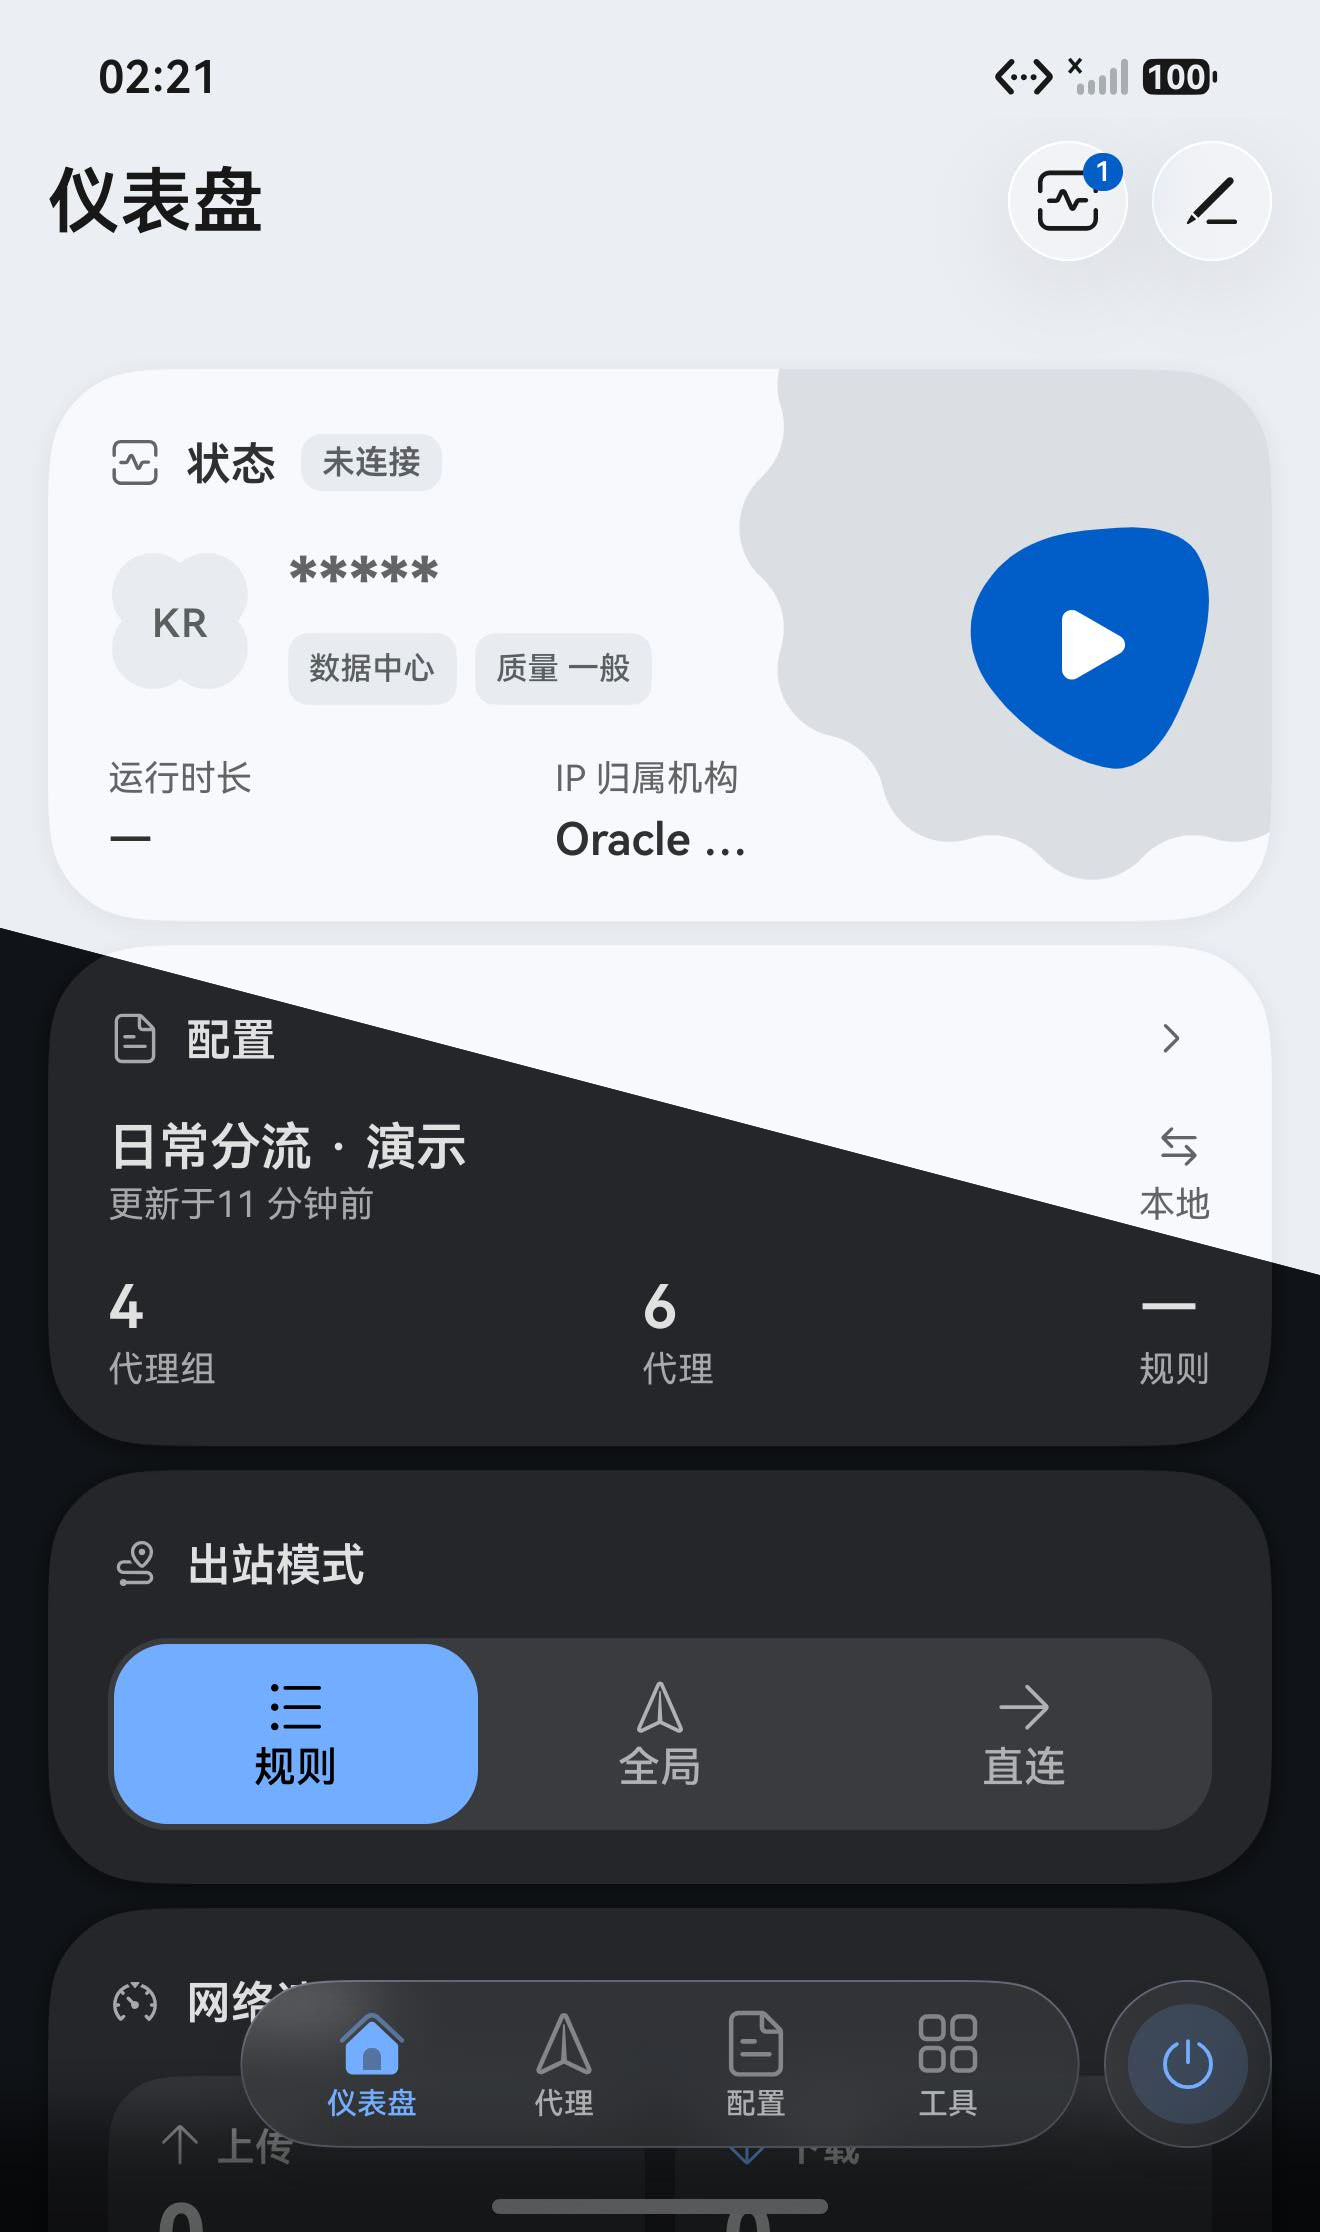 02:21
100
仪表盘
1
状态 未连接
KR
*****
数据中心 质量 一般
运行时长 IP 归属机构
— Oracle ...
配置
日常分流 · 演示
更新于11 分钟前 本地
4 6 —
代理组 代理 规则
出站模式
规则 全局 直连
网络
仪表盘 代理 配置 工具
上传 下载
0 0